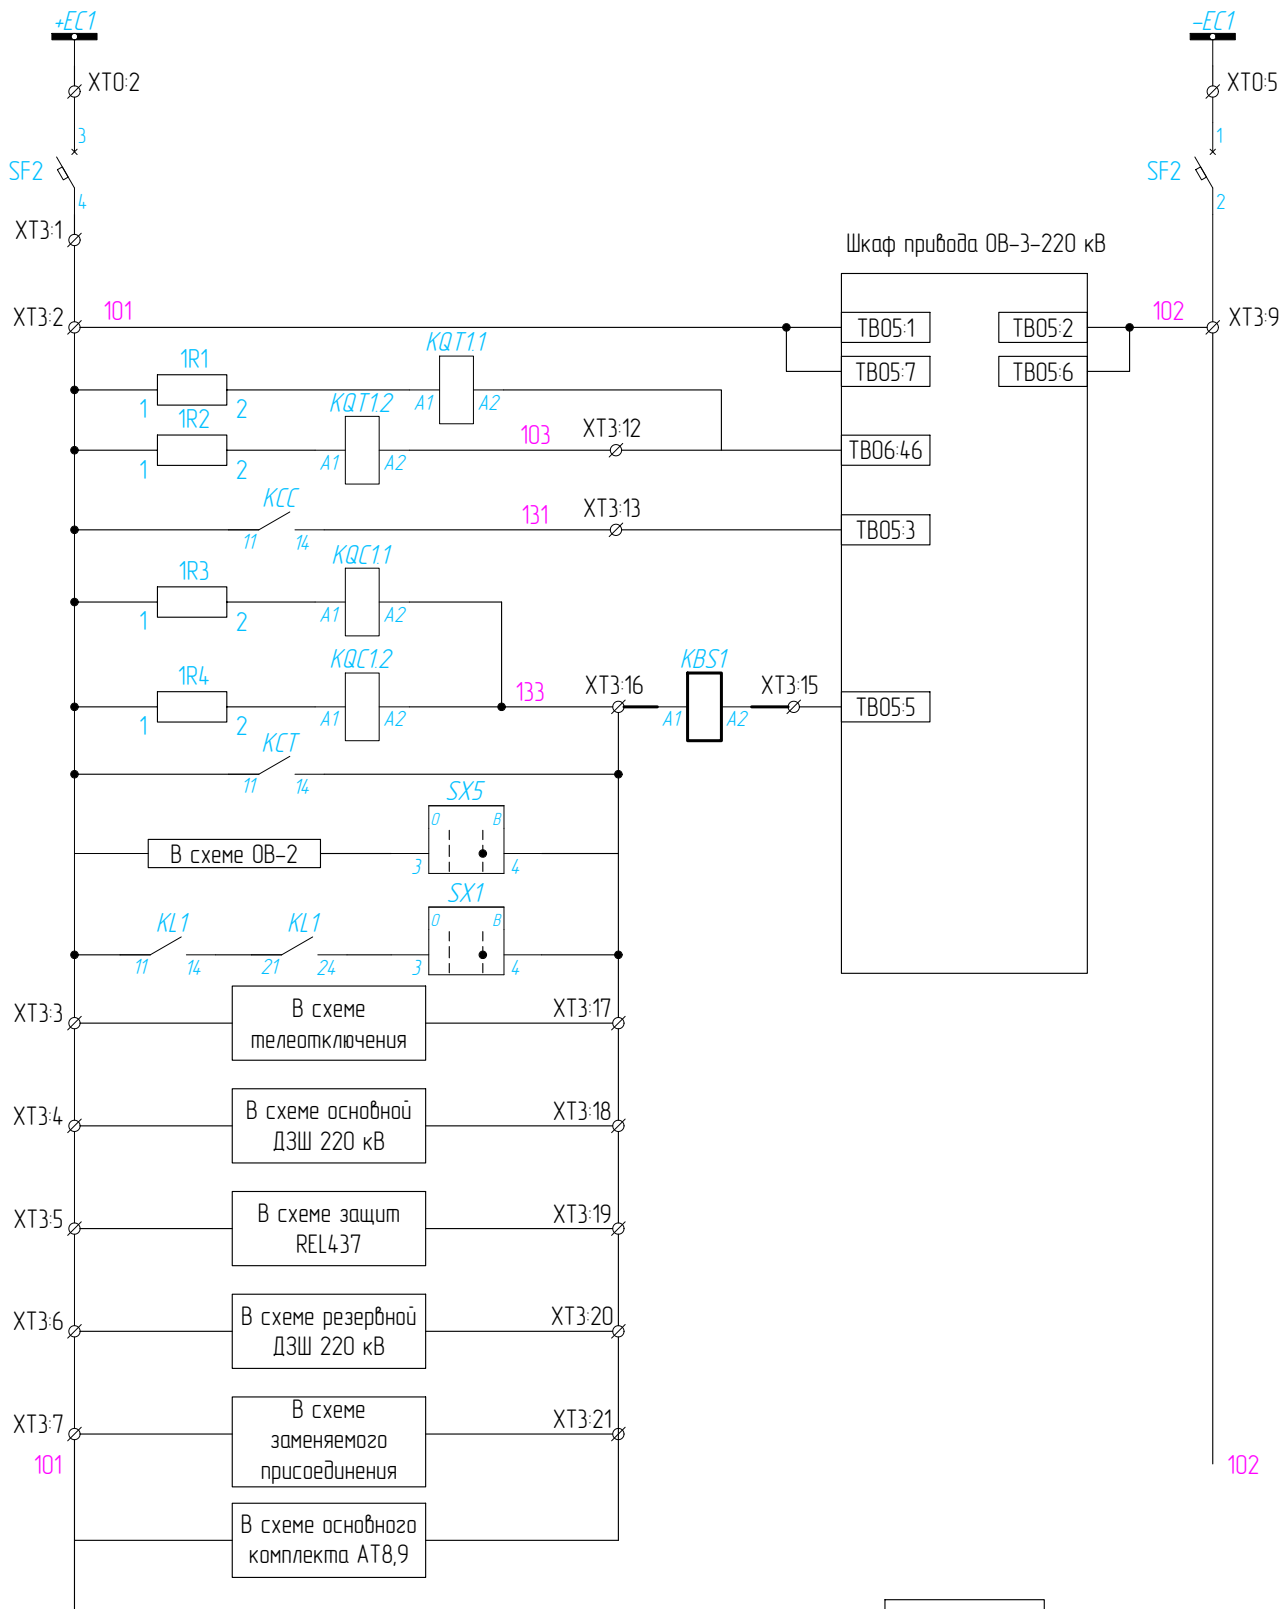 +EC1
-EC1
XT0:2
XT0:5
3
1
SF2
SF2
4
2
XT3:1
Шкаф привода ОВ-3-220 кВ
XT3:2
101
TB05:1
TB05:2
102
XT3:9
KQT1.1
1R1
TB05:7
TB05:6
1
2
A1
A2
1R2
KQT1.2
103
XT3:12
1
2
A1
A2
TB06:46
KCC
131
XT3:13
11
14
TB05:3
1R3
KQC1.1
1
2
A1
A2
1R4
KQC1.2
133
XT3:16
KBS1
XT3:15
1
2
A1
A2
A1
A2
TB05:5
KCT
11
14
SX5
О
В
В схеме ОВ-2
3
4
SX1
KL1
KL1
О
В
11
14
21
24
3
4
XT3:3
В схеме
телеотключения
XT3:17
XT3:4
В схеме основной
ДЗШ 220 кВ
XT3:18
XT3:5
В схеме защит
REL437
XT3:19
XT3:6
В схеме резервной
ДЗШ 220 кВ
XT3:20
XT3:7
В схеме
заменяемого
присоединения
XT3:21
101
102
В схеме основного
комплекта АТ8,9